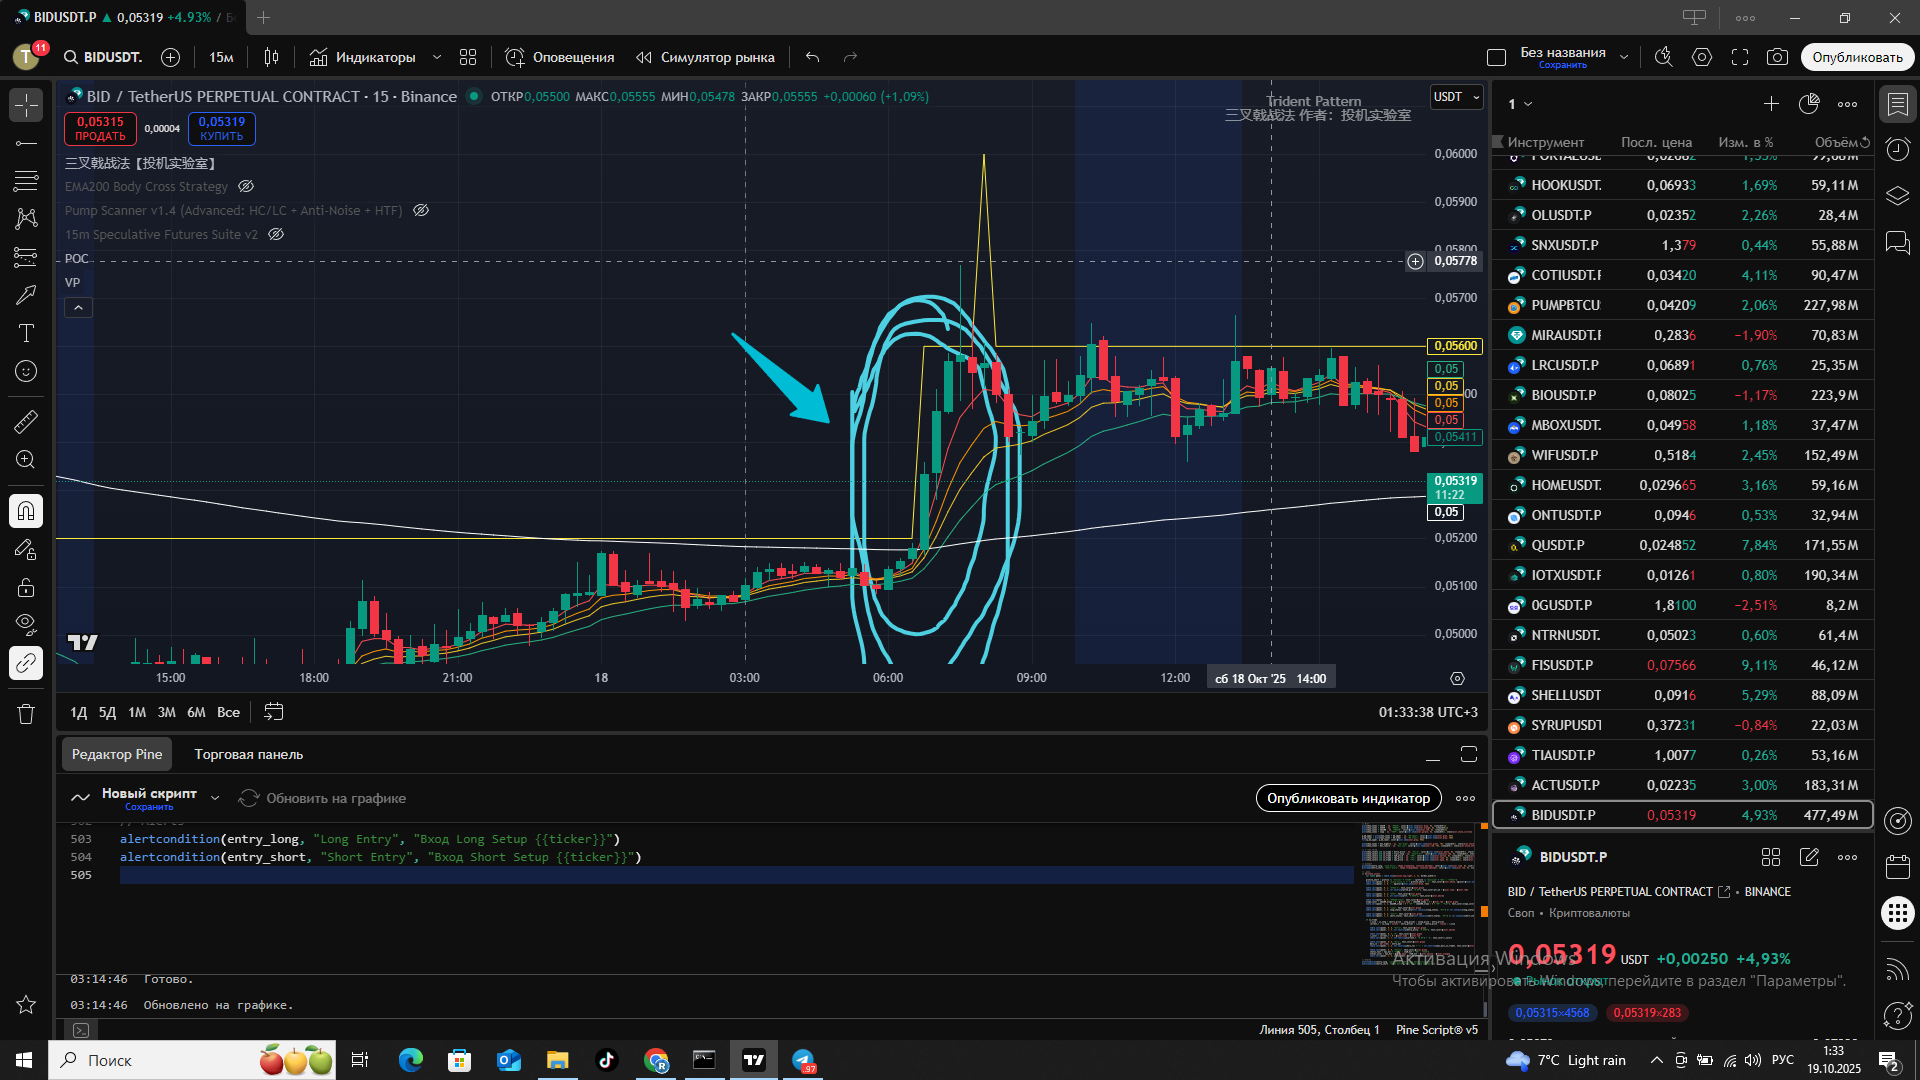 BIDUSDT.P ▲ 0,05319 +4.93% /
T 11
BIDUSDT.
15м
Индикаторы
Оповещения
Симулятор рынка
Без названия
Сохранить
Опубликовать
BID / TetherUS PERPETUAL CONTRACT · 15 · Binance
ОТКР0,05500 МАКС0,05555 МИН0,05478 ЗАКР0,05555 +0,00060 (+1,09%)
0,05315
ПРОДАТЬ
0,00004
0,05319
КУПИТЬ
三叉戟战法【投机实验室】
EMA200 Body Cross Strategy
Pump Scanner v1.4 (Advanced: HC/LC + Anti-Noise + HTF)
15m Speculative Futures Suite v2
POC
VP
Trident Pattern
三叉戟战法 作者：投机实验室
USDT
0,06000
0,05900
0,05800
0,05778
0,05700
0,05600
0,05
0,05
0,05
0,05
0,05411
0,05319
11:22
0,05
0,05200
0,05100
0,05000
15:00
18:00
21:00
18
03:00
06:00
09:00
12:00
сб 18 Окт '25 14:00
1Д 5Д 1М 3М 6М Все
01:33:38 UTC+3
Редактор Pine
Торговая панель
Новый скрипт
Сохранить
Обновить на графике
Опубликовать индикатор
503 alertcondition(entry_long, "Long Entry", "Вход Long Setup {{ticker}}")
504 alertcondition(entry_short, "Short Entry", "Вход Short Setup {{ticker}}")
505
03:14:46 Готово.
03:14:46 Обновлено на графике.
Линия 505, Столбец 1 Pine Script® v5
1
Инструмент Посл. цена Изм. в % Объём
HOOKUSDT. 0,06933 1,69% 59,11 M
OLUSDT.P 0,02352 2,26% 28,4 M
SNXUSDT.P 1,379 0,44% 55,88 M
COTIUSDT.F 0,03420 4,11% 90,47 M
PUMPBTCU 0,04209 2,06% 227,98 M
MIRAUSDT.F 0,2836 −1,90% 70,83 M
LRCUSDT.P 0,06891 0,76% 25,35 M
BIOUSDT.P 0,08025 −1,17% 223,9 M
MBOXUSDT. 0,04958 1,18% 37,47 M
WIFUSDT.P 0,5184 2,45% 152,49 M
HOMEUSDT. 0,029665 3,16% 59,16 M
ONTUSDT.P 0,0946 0,53% 32,94 M
QUSDT.P 0,024852 7,84% 171,55 M
IOTXUSDT.F 0,01261 0,80% 190,34 M
0GUSDT.P 1,8100 −2,51% 8,2 M
NTRNUSDT. 0,05023 0,60% 61,4 M
FISUSDT.P 0,07566 9,11% 46,12 M
SHELLUSDT 0,0916 5,29% 88,09 M
SYRUPUSDT 0,37231 −0,84% 22,03 M
TIAUSDT.P 1,0077 0,26% 53,16 M
ACTUSDT.P 0,02235 3,00% 183,31 M
BIDUSDT.P 0,05319 4,93% 477,49 M
BIDUSDT.P
BID / TetherUS PERPETUAL CONTRACT • BINANCE
Своп • Криптовалюты
0,05319 USDT +0,00250 +4,93%
Активация Windows
Чтобы активировать Windows, перейдите в раздел "Параметры".
0,05315×4568 0,05319×283
Поиск
97
7°C Light rain
РУС
1:33
19.10.2025
2